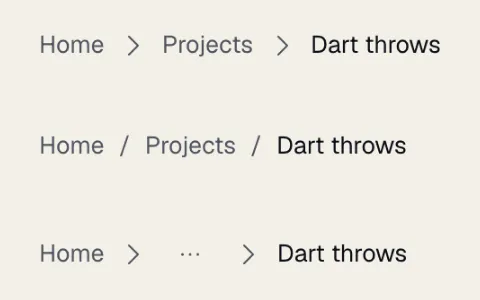 Home > Projects > Dart throws
Home / Projects / Dart throws
Home > ... > Dart throws